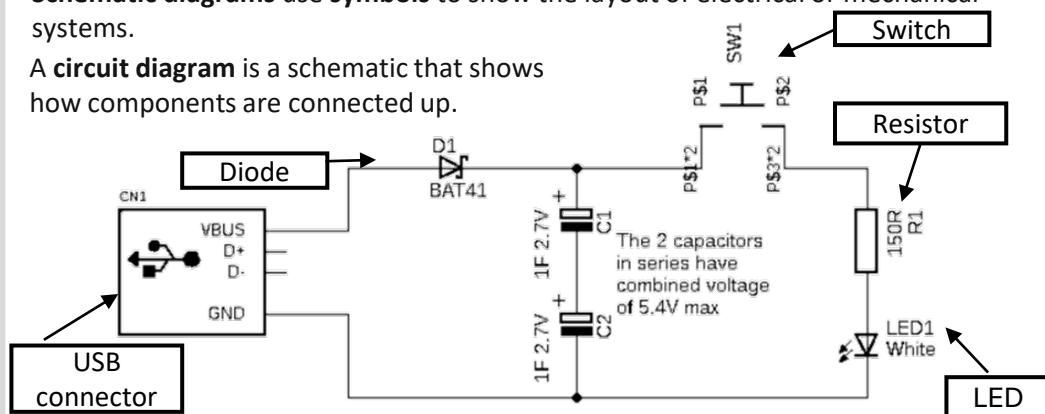 Schematic diagrams use symbols to show the layout of electrical or mechanical
systems.
A circuit diagram is a schematic that shows
how components are connected up.
Switch
SW1
P$1
P$2
P$1*2
P$3*2
Resistor
Diode
D1
BAT41
CN1
VBUS
D+
D-
GND
+
C1
1F 2.7V
The 2 capacitors
in series have
combined voltage
of 5.4V max
+
C2
1F 2.7V
150R
R1
LED1
White
USB
connector
LED